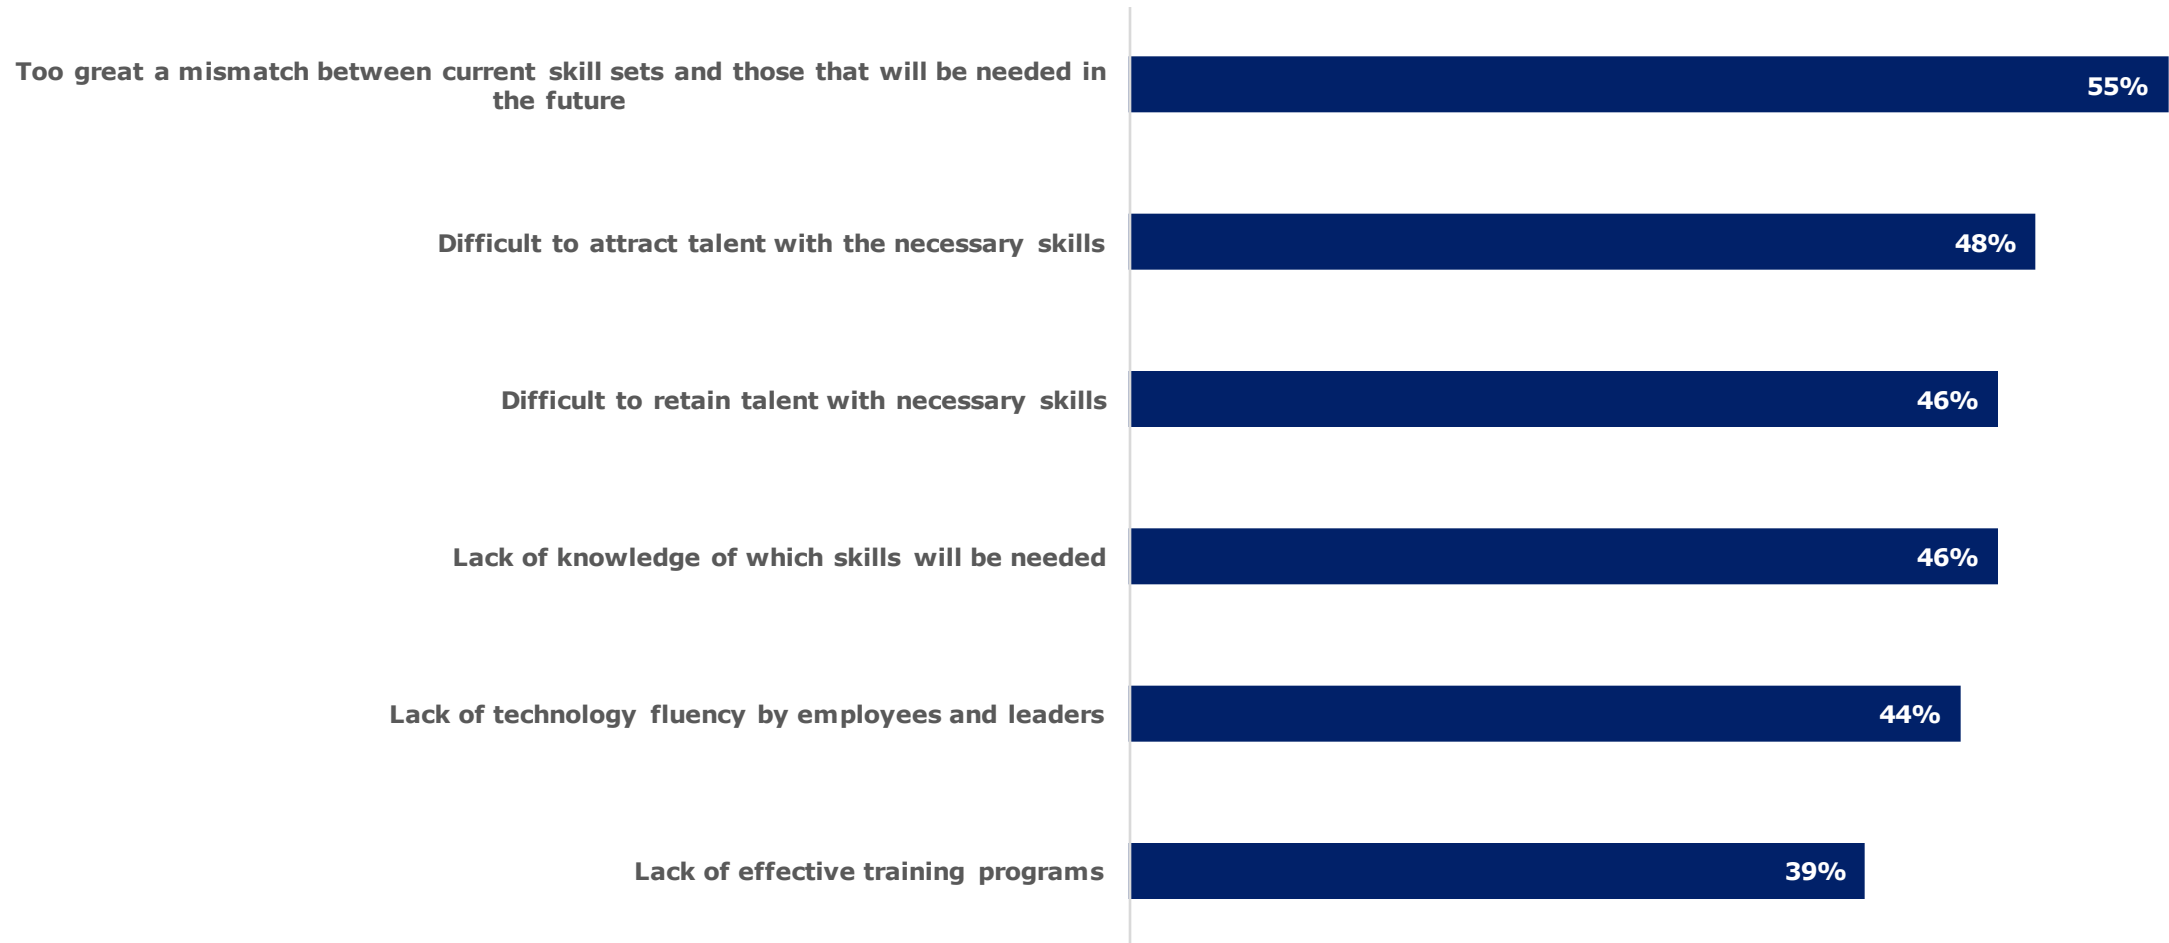 Too great a mismatch between current skill sets and those that will be needed in
the future
55%
Difficult to attract talent with the necessary skills
48%
Difficult to retain talent with necessary skills
46%
Lack of knowledge of which skills will be needed
46%
Lack of technology fluency by employees and leaders
44%
Lack of effective training programs
39%